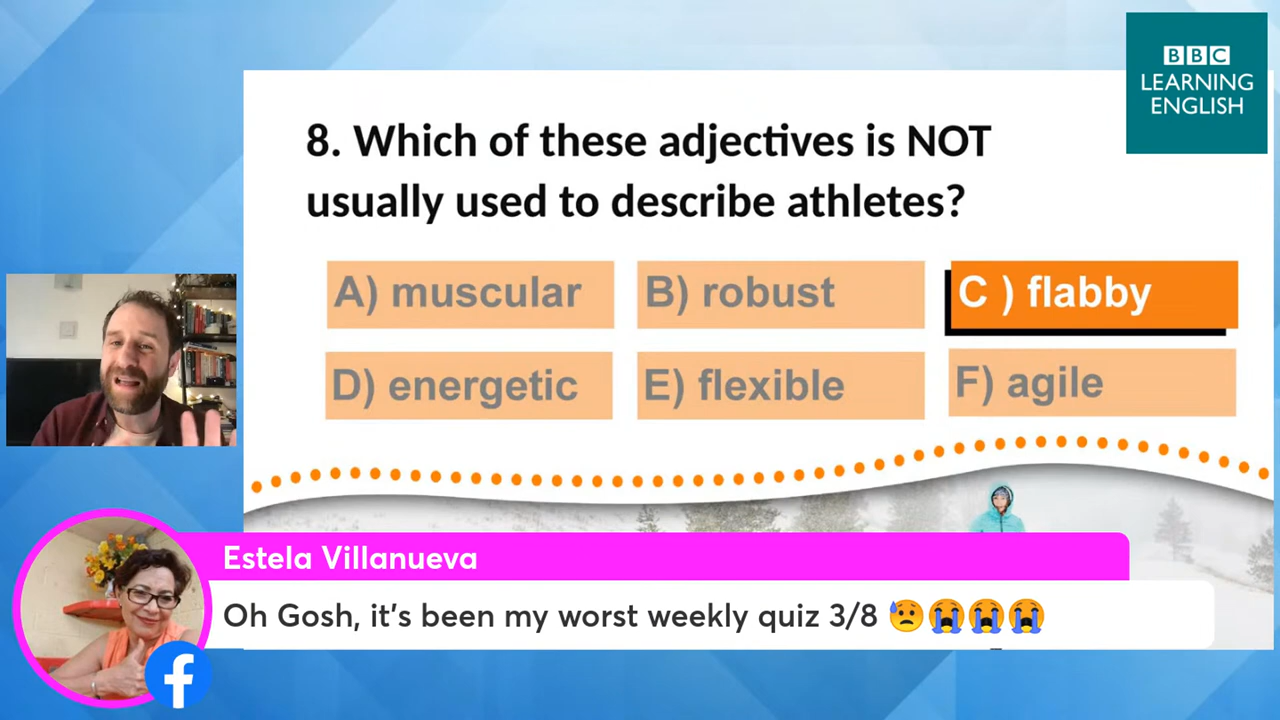 BBC
LEARNING
ENGLISH
8. Which of these adjectives is NOT
usually used to describe athletes?
A) muscular
B) robust
C ) flabby
D) energetic
E) flexible
F) agile
Estela Villanueva
Oh Gosh, it's been my worst weekly quiz 3/8 😥😭😭😭